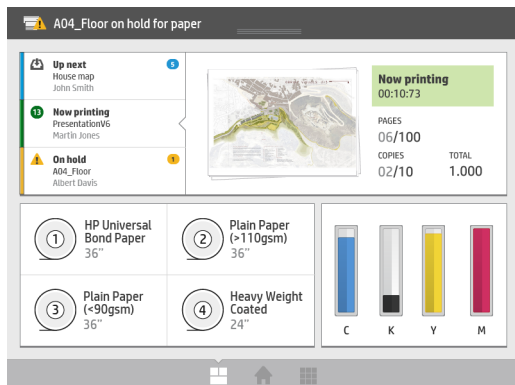 A04_Floor on hold for paper
Up next
5
House map
John Smith
13
Now printing
PresentationV6
Martin Jones
On hold
1
A04_Floor
Albert Davis
Now printing
00:10:73
PAGES
06/100
COPIES
TOTAL
02/10
1.000
1
HP Universal
Bond Paper
36”
2
Plain Paper
(>110gsm)
36”
3
Plain Paper
(<90gsm)
36”
4
Heavy Weight
Coated
24”
C
K
Y
M